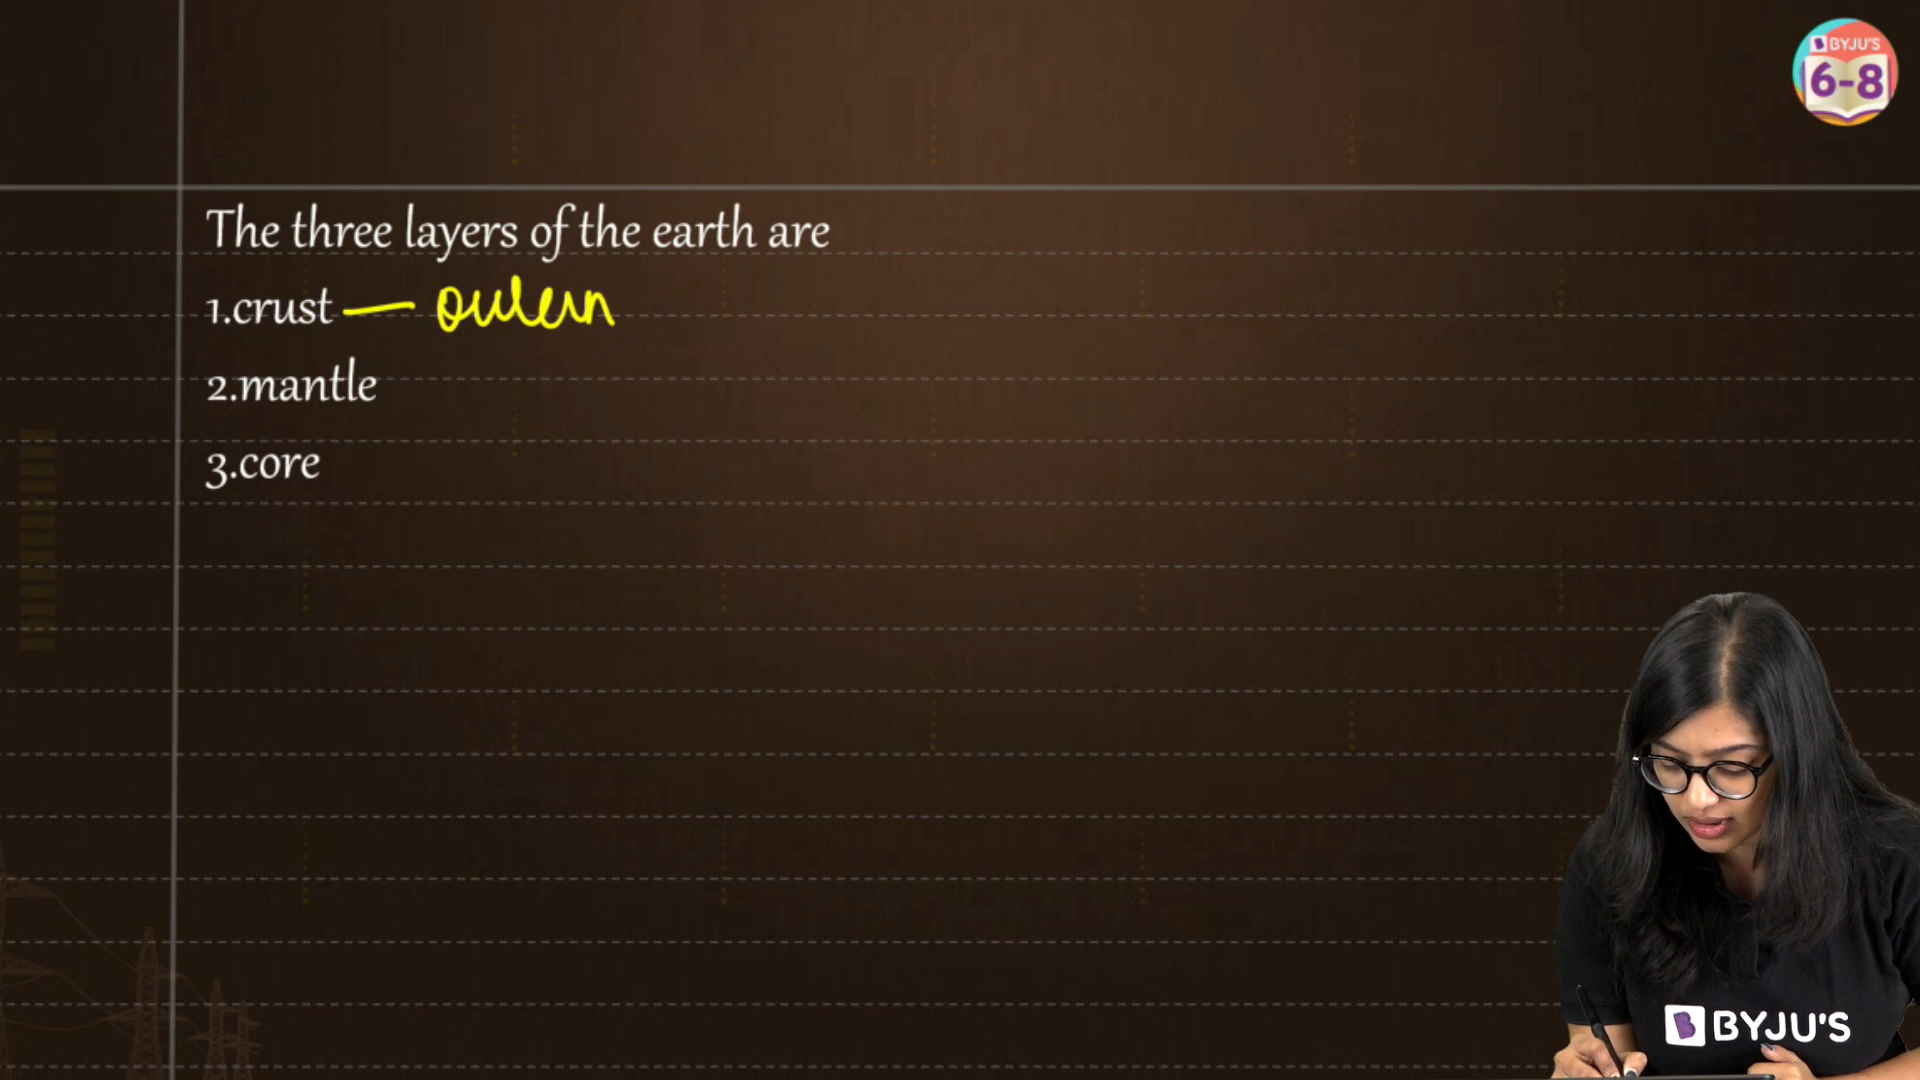 BYJU'S
6-8
The three layers of the earth are
1.crust — outer
2.mantle
3.core
BYJU'S